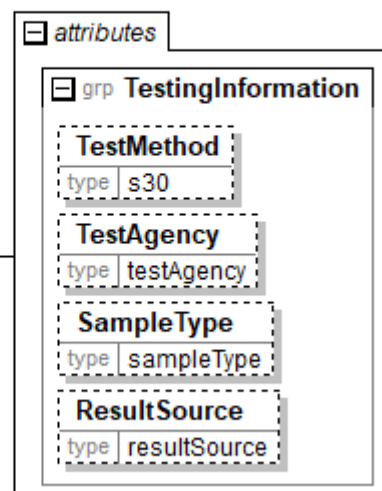 attributes
grp TestingInformation
TestMethod
type s30
TestAgency
type testAgency
SampleType
type sampleType
ResultSource
type resultSource